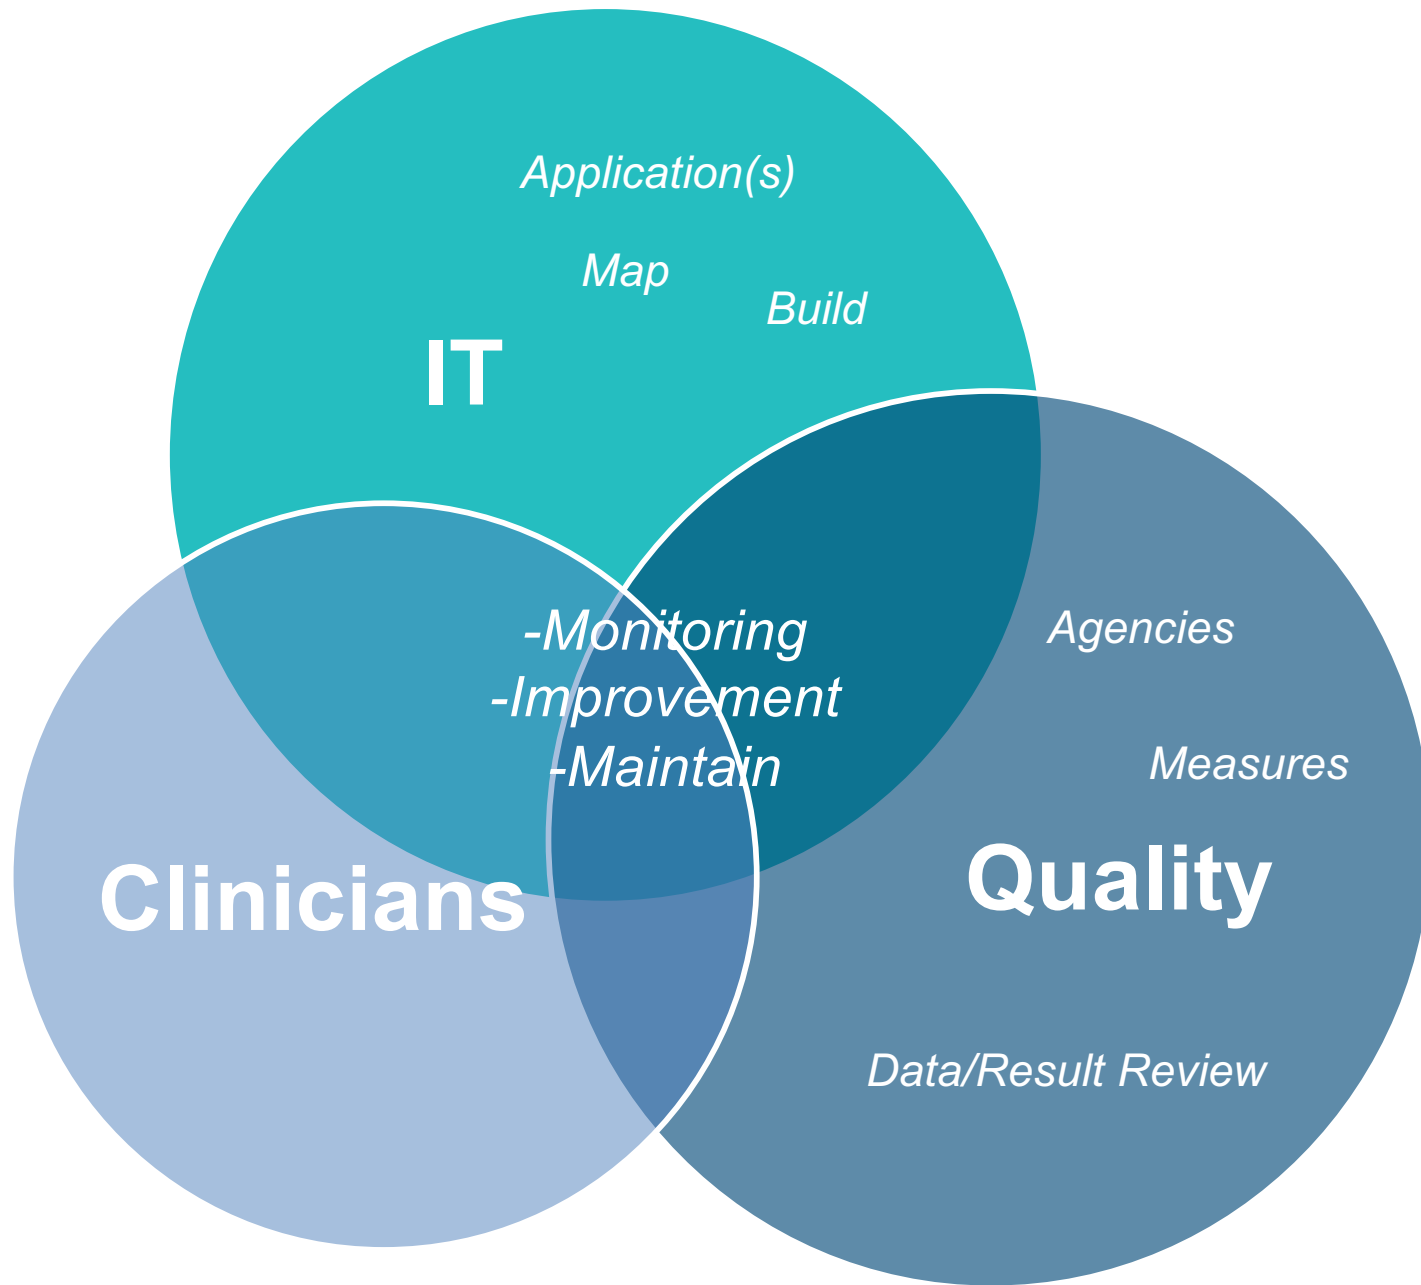 Application(s)
Map
Build
IT
-Monitoring
-Improvement
-Maintain
Agencies
Measures
Clinicians
Quality
Data/Result Review